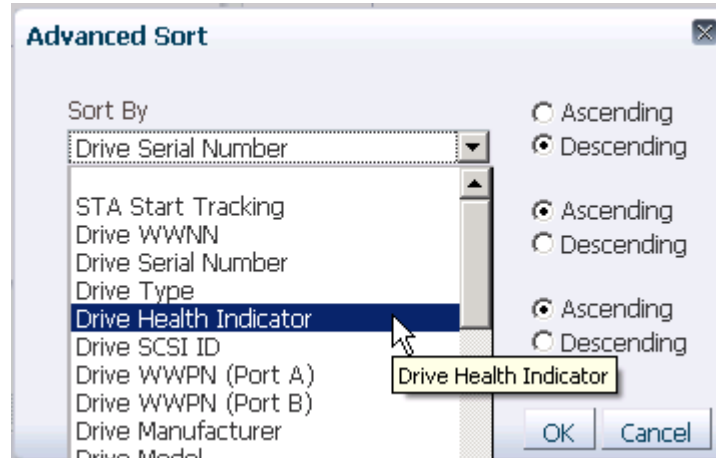 Advanced Sort
Sort By
Ascending
Drive Serial Number
Descending
STA Start Tracking
Ascending
Drive WWNN
Descending
Drive Serial Number
Drive Type
Ascending
Drive Health Indicator
Drive SCSI ID
Descending
Drive WWPN (Port A)
Drive Health Indicator
Drive WWPN (Port B)
Drive Manufacturer
OK
Cancel
Drive Model